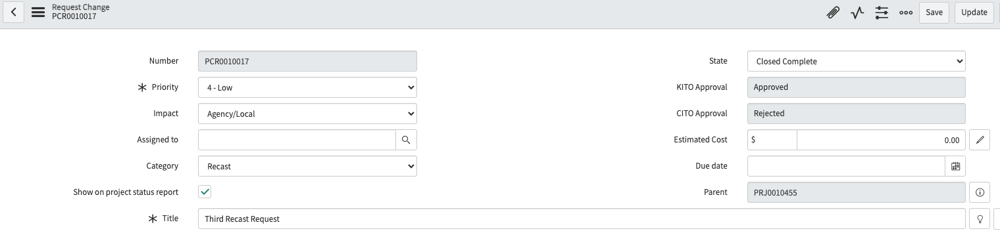 Request Change
PCR0010017
Save
Update
Number
PCR0010017
State
Closed Complete
Priority
4 - Low
KITO Approval
Approved
Impact
Agency/Local
CITO Approval
Rejected
Assigned to
Estimated Cost
$
0.00
Category
Recast
Due date
Show on project status report
Parent
PRJ0010455
Title
Third Recast Request